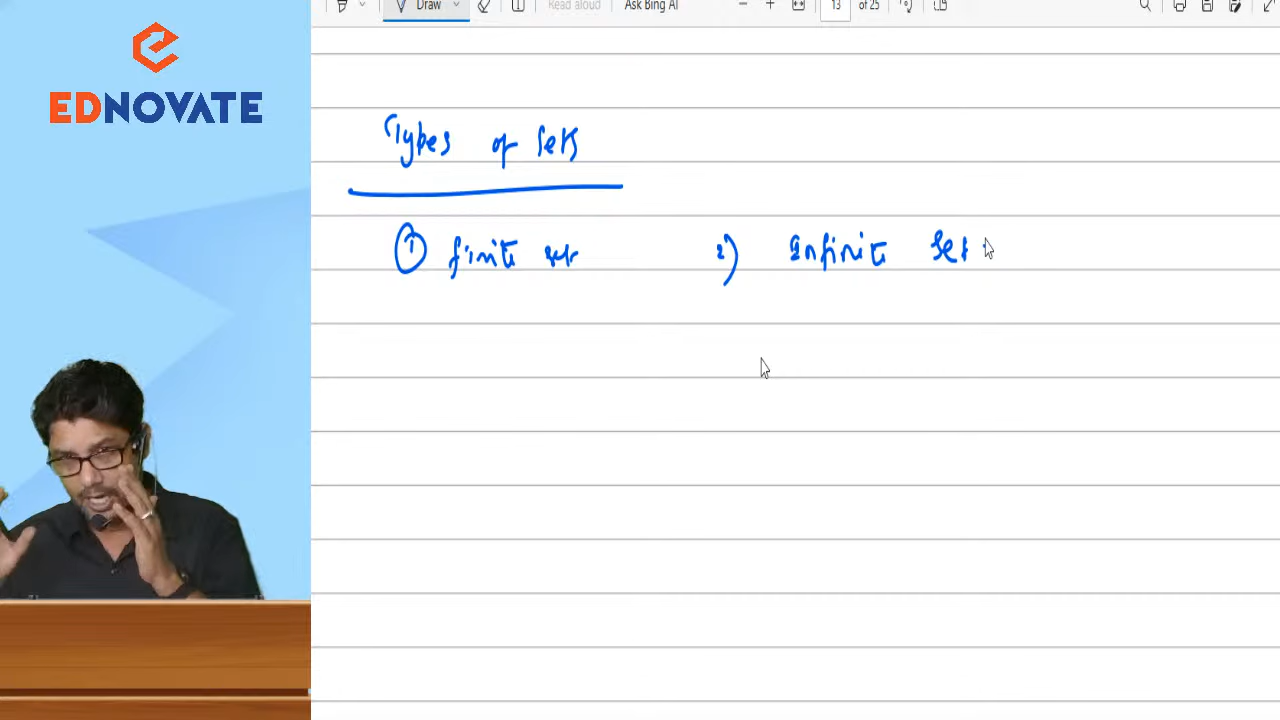 Draw
Read aloud
Ask Bing AI
13 of 25
EDNOVATE
Types of Sets
① finite set
2) Infinite Set